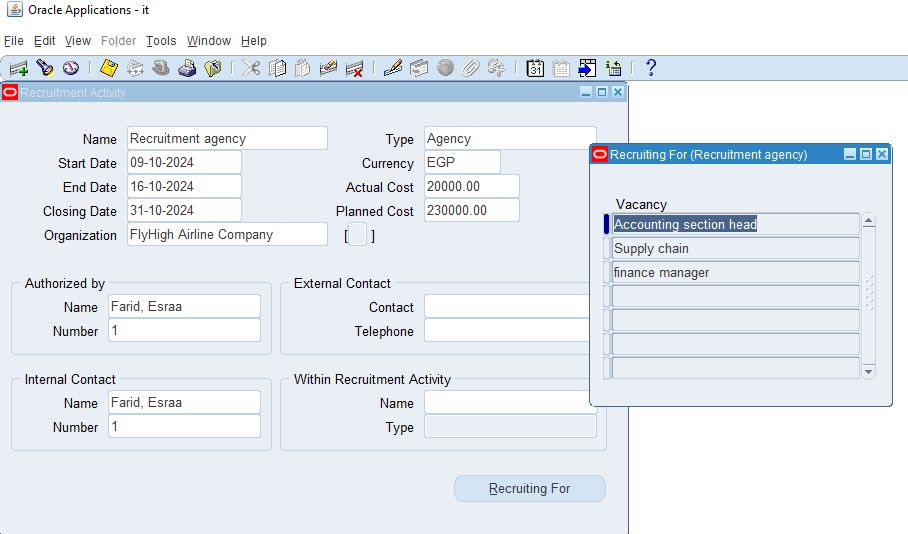 Oracle Applications - it
File Edit View Folder Tools Window Help
31
?
Recruitment Activity
Name Recruitment agency Type Agency
Start Date 09-10-2024 Currency EGP
End Date 16-10-2024 Actual Cost 20000.00
Closing Date 31-10-2024 Planned Cost 230000.00
Organization FlyHigh Airline Company [ ]
Authorized by
Name Farid, Esraa
Number 1
External Contact
Contact
Telephone
Internal Contact
Name Farid, Esraa
Number 1
Within Recruitment Activity
Name
Type
Recruiting For
Recruiting For (Recruitment agency)
Vacancy
Accounting section head
Supply chain
finance manager